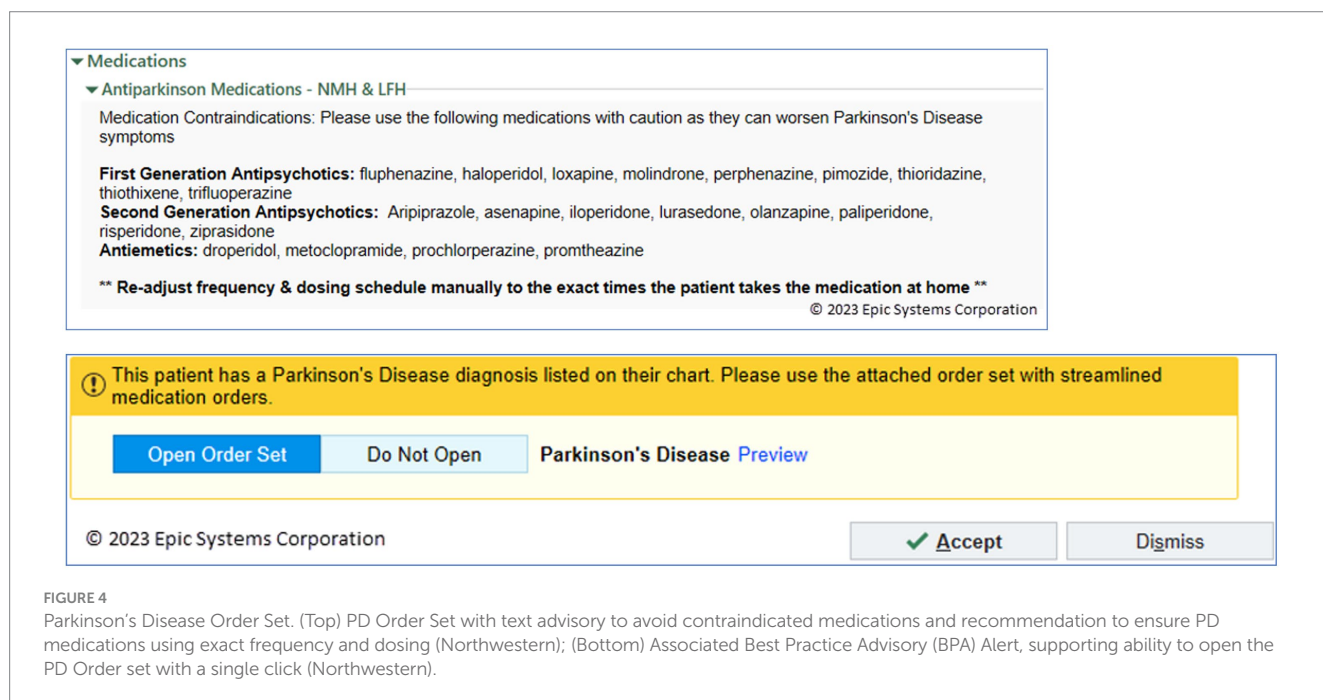 Medications
Antiparkinson Medications - NMH & LFH
Medication Contraindications: Please use the following medications with caution as they can worsen Parkinson's Disease
symptoms
First Generation Antipsychotics: fluphenazine, haloperidol, loxapine, molindrone, perphenazine, pimozide, thioridazine,
thiothixene, trifluoperazine
Second Generation Antipsychotics: Aripiprazole, asenapine, iloperidone, lurasedone, olanzapine, paliperidone,
risperidone, ziprasidone
Antiemetics: droperidol, metoclopramide, prochlorperazine, promtheazine
** Re-adjust frequency & dosing schedule manually to the exact times the patient takes the medication at home **
© 2023 Epic Systems Corporation
This patient has a Parkinson's Disease diagnosis listed on their chart. Please use the attached order set with streamlined
medication orders.
Open Order Set Do Not Open Parkinson's Disease Preview
© 2023 Epic Systems Corporation Accept Dismiss
FIGURE 4
Parkinson's Disease Order Set. (Top) PD Order Set with text advisory to avoid contraindicated medications and recommendation to ensure PD
medications using exact frequency and dosing (Northwestern); (Bottom) Associated Best Practice Advisory (BPA) Alert, supporting ability to open the
PD Order set with a single click (Northwestern).